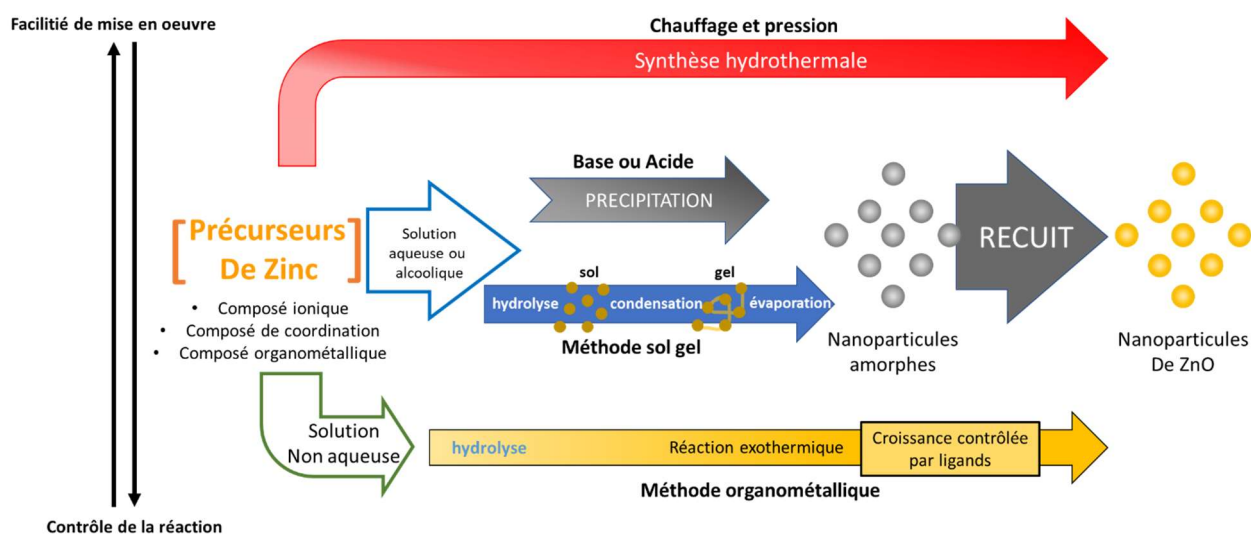 Facilitié de mise en oeuvre
Chauffage et pression
Synthèse hydrothermale
Base ou Acide
PRECIPITATION
[Précurseurs
De Zinc]
• Composé ionique
• Composé de coordination
• Composé organométallique
Solution
aqueuse ou
alcoolique
sol
gel
hydrolyse
condensation
évaporation
Méthode sol gel
Nanoparticules
amorphes
RECUIT
Nanoparticules
De ZnO
Solution
Non aqueuse
hydrolyse
Réaction exothermique
Croissance contrôlée
par ligands
Méthode organométallique
Contrôle de la réaction